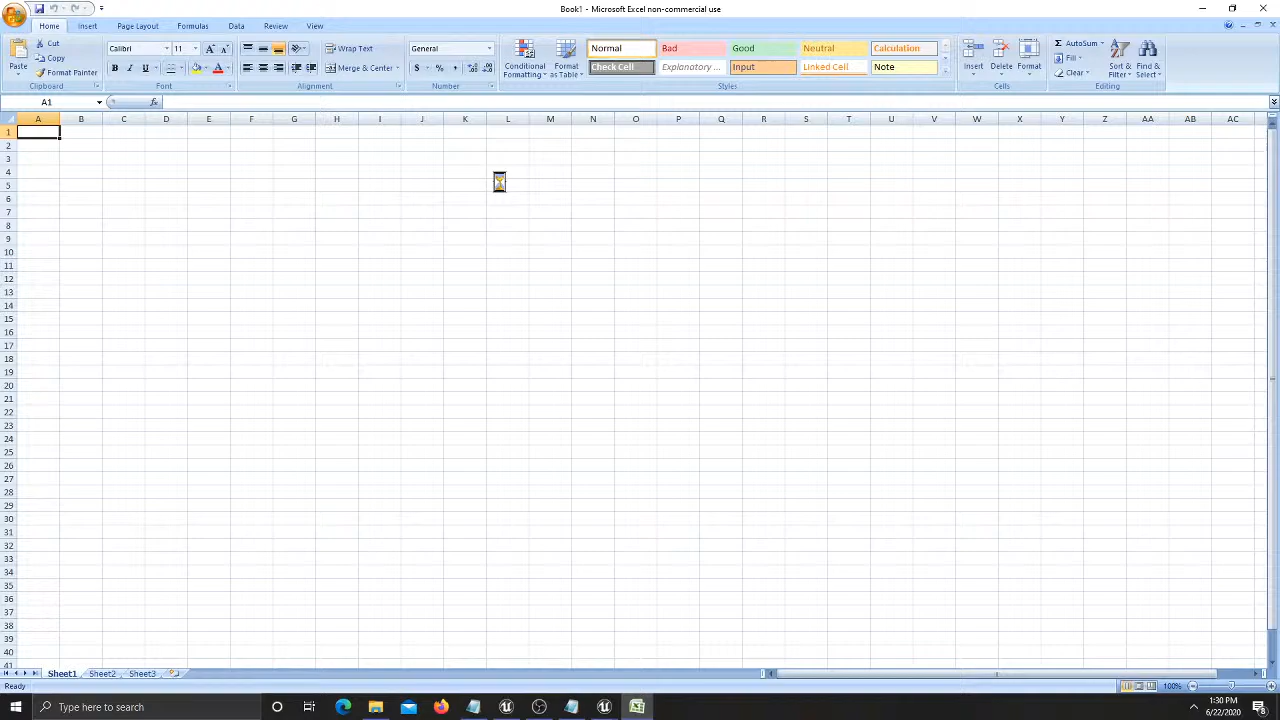 Book1 - Microsoft Excel non-commercial use
Home Insert Page Layout Formulas Data Review View
Paste
Cut
Copy
Format Painter
Clipboard
Calibri 11
B I U
Font
Wrap Text
Merge & Center
Alignment
General
$ % ,
Number
Conditional Formatting
Format as Table
Normal Bad Good Neutral Calculation
Check Cell Explanatory ... Input Linked Cell Note
Styles
Insert Delete Format
Cells
Σ AutoSum
Fill
Clear
Sort & Filter
Find & Select
Editing
A1 fx
A B C D E F G H I J K L M N O P Q R S T U V W X Y Z AA AB AC
1
2
3
4
5
6
7
8
9
10
11
12
13
14
15
16
17
18
19
20
21
22
23
24
25
26
27
28
29
30
31
32
33
34
35
36
37
38
39
40
41
Sheet1 Sheet2 Sheet3
Ready 100%
Type here to search
1:30 PM
6/22/2020
8